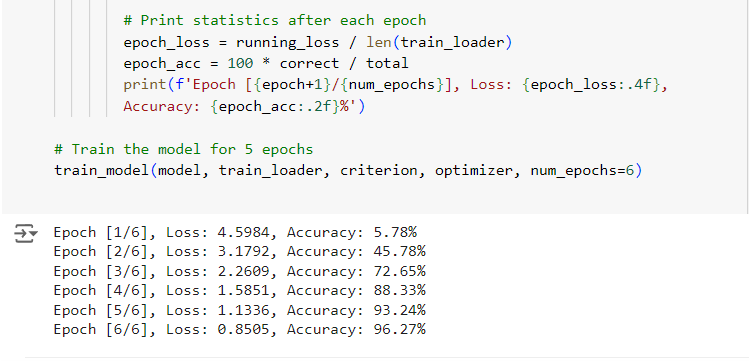 # Print statistics after each epoch
epoch_loss = running_loss / len(train_loader)
epoch_acc = 100 * correct / total
print(f'Epoch [{epoch+1}/{num_epochs}], Loss: {epoch_loss:.4f},
Accuracy: {epoch_acc:.2f}%')
# Train the model for 5 epochs
train_model(model, train_loader, criterion, optimizer, num_epochs=6)
Epoch [1/6], Loss: 4.5984, Accuracy: 5.78%
Epoch [2/6], Loss: 3.1792, Accuracy: 45.78%
Epoch [3/6], Loss: 2.2609, Accuracy: 72.65%
Epoch [4/6], Loss: 1.5851, Accuracy: 88.33%
Epoch [5/6], Loss: 1.1336, Accuracy: 93.24%
Epoch [6/6], Loss: 0.8505, Accuracy: 96.27%